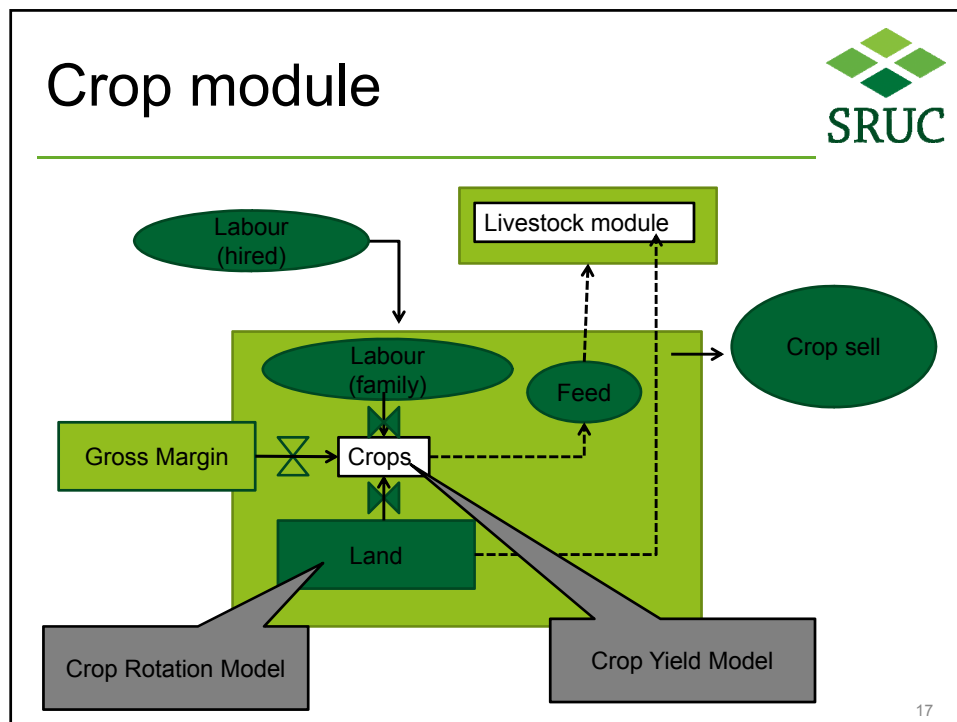 Crop module
SRUC
Labour
(hired)
Livestock module
Labour
(family)
Feed
Crop sell
Gross Margin
Crops
Land
Crop Rotation Model
Crop Yield Model
17